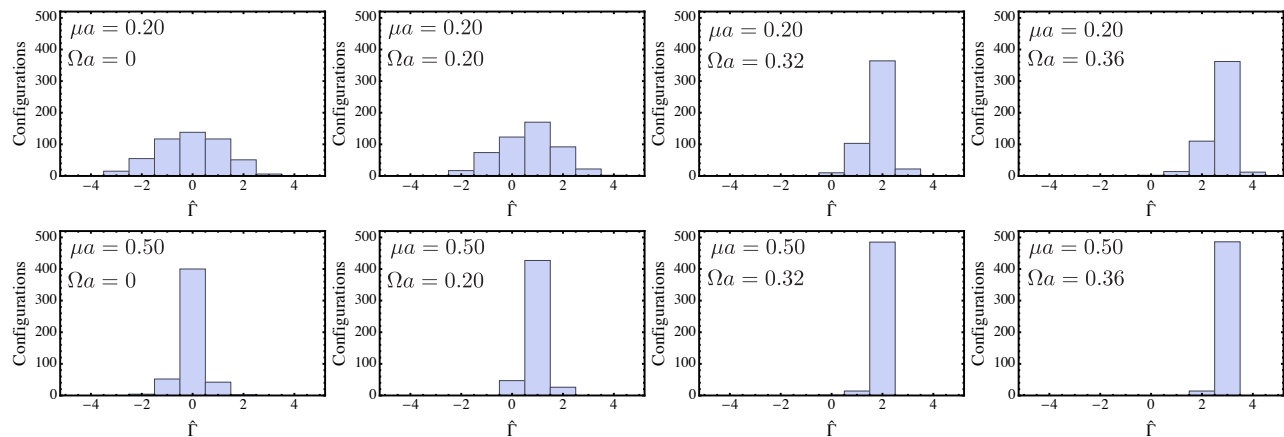 μa = 0.20
Ωa = 0
Configurations
500
400
300
200
100
0
−4 −2 0 2 4
Γ̂
μa = 0.20
Ωa = 0.20
Configurations
500
400
300
200
100
0
−4 −2 0 2 4
Γ̂
μa = 0.20
Ωa = 0.32
Configurations
500
400
300
200
100
0
−4 −2 0 2 4
Γ̂
μa = 0.20
Ωa = 0.36
Configurations
500
400
300
200
100
0
−4 −2 0 2 4
Γ̂
μa = 0.50
Ωa = 0
Configurations
500
400
300
200
100
0
−4 −2 0 2 4
Γ̂
μa = 0.50
Ωa = 0.20
Configurations
500
400
300
200
100
0
−4 −2 0 2 4
Γ̂
μa = 0.50
Ωa = 0.32
Configurations
500
400
300
200
100
0
−4 −2 0 2 4
Γ̂
μa = 0.50
Ωa = 0.36
Configurations
500
400
300
200
100
0
−4 −2 0 2 4
Γ̂